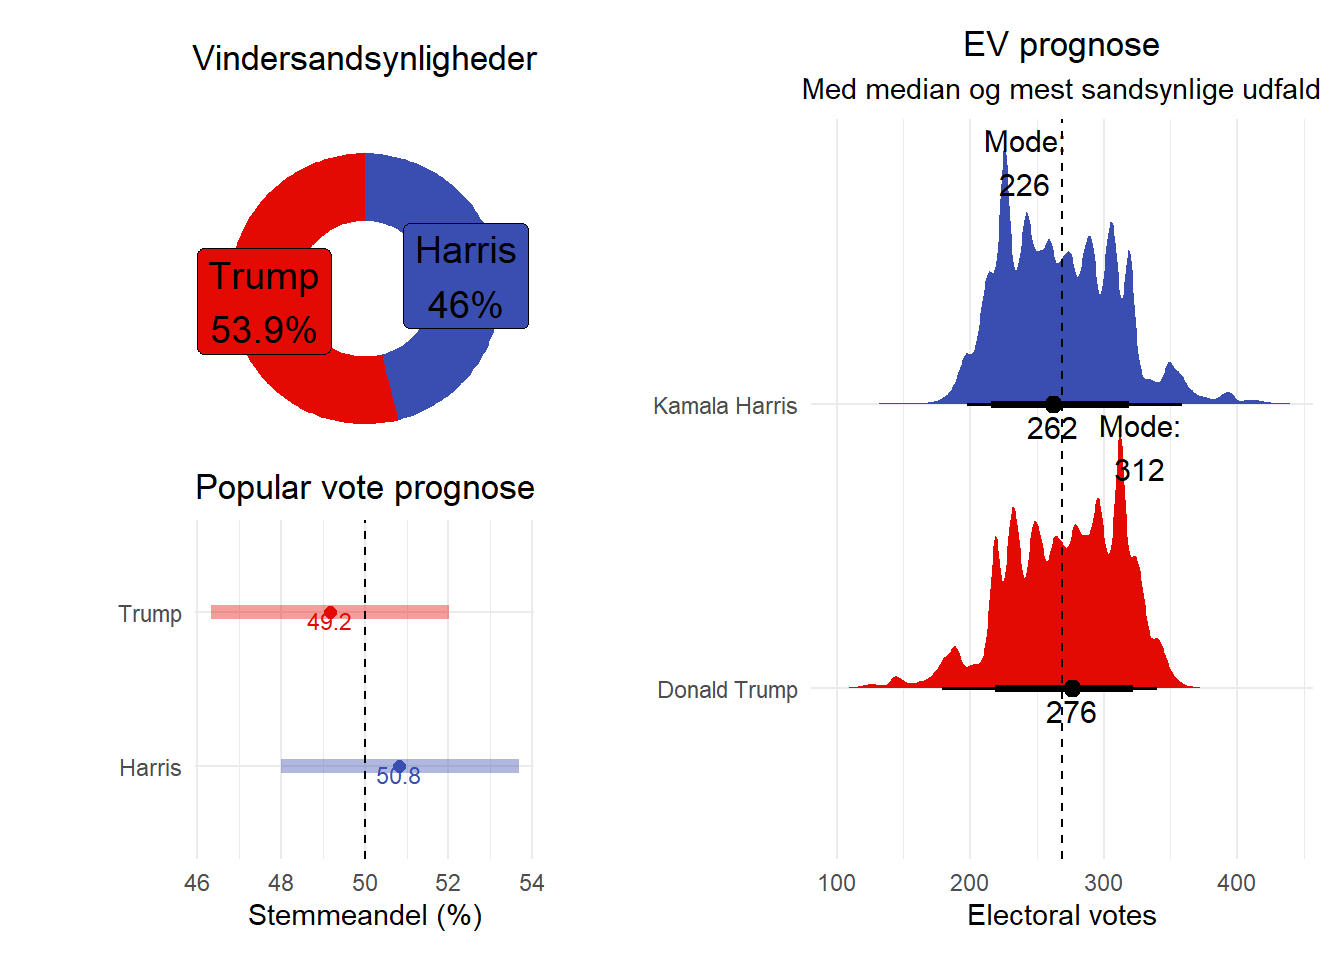 Vindersandsynligheder
Harris
46%
Trump
53.9%
Popular vote prognose
Trump
49.2
Harris
50.8
46 48 50 52 54
Stemmeandel (%)
EV prognose
Med median og mest sandsynlige udfald
Mode:
226
Kamala Harris
262
Mode:
312
Donald Trump
276
100 200 300 400
Electoral votes